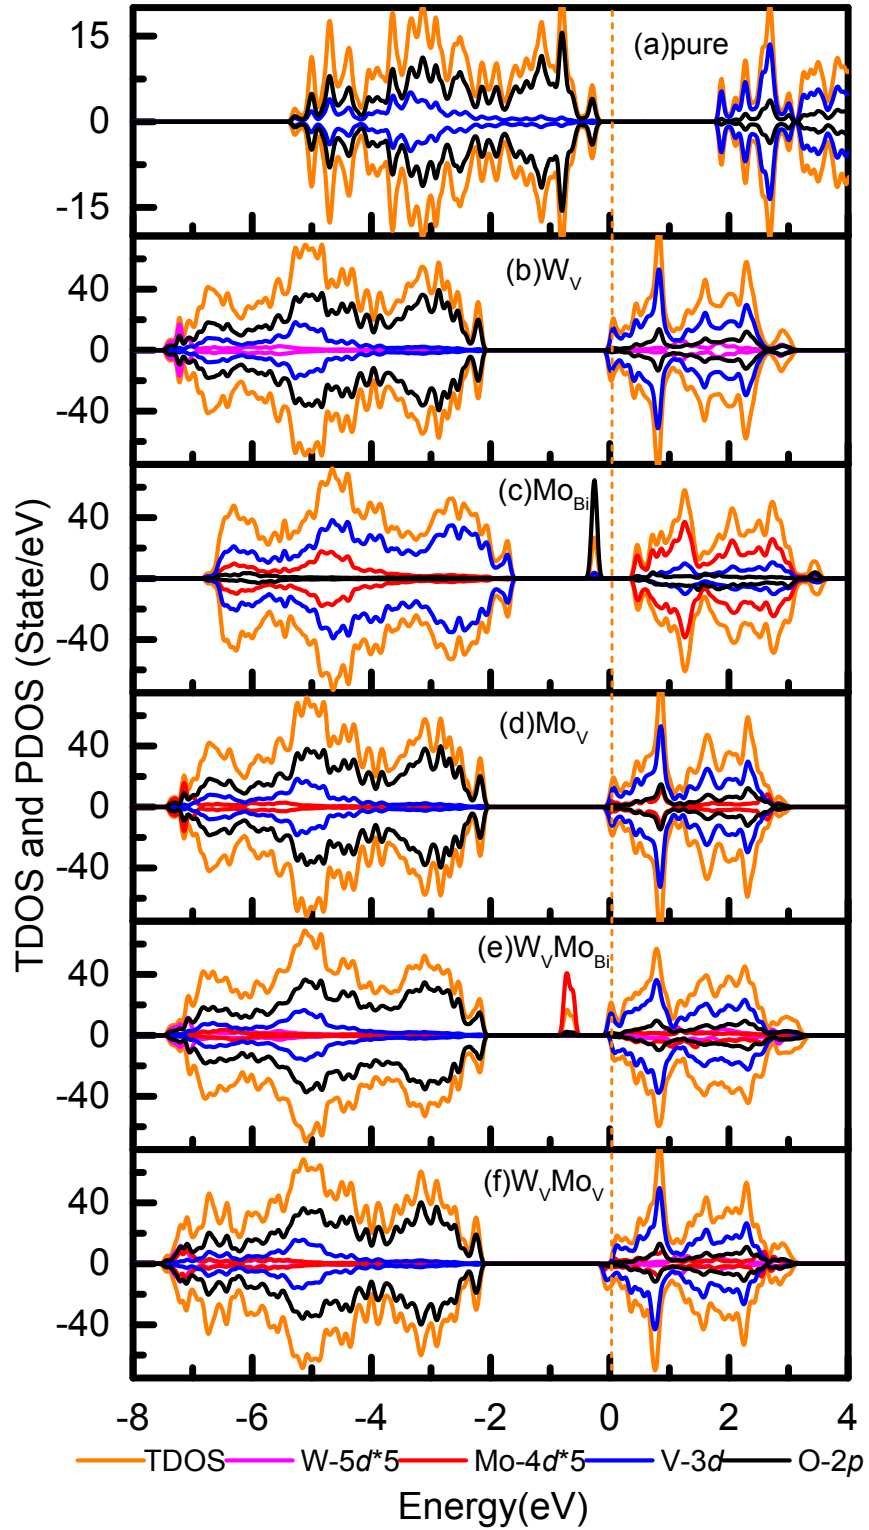 TDOS and PDOS (State/eV)
15
0
-15
(a)pure
40
0
-40
(b)W_V
40
0
-40
(c)Mo_Bi
40
0
-40
(d)Mo_V
40
0
-40
(e)W_VMo_Bi
40
0
-40
(f)W_VMo_V
-8 -6 -4 -2 0 2 4
TDOS W-5d*5 Mo-4d*5 V-3d O-2p
Energy(eV)